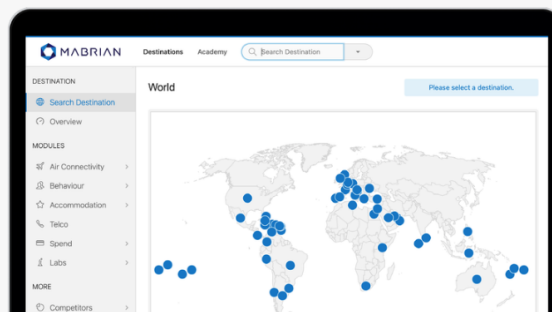 MABRIAN
Destinations Academy Search Destination
DESTINATION
World
Please select a destination.
Search Destination
Overview
MODULES
Air Connectivity
Behaviour
Accommodation
Telco
Spend
Labs
MORE
Competitors